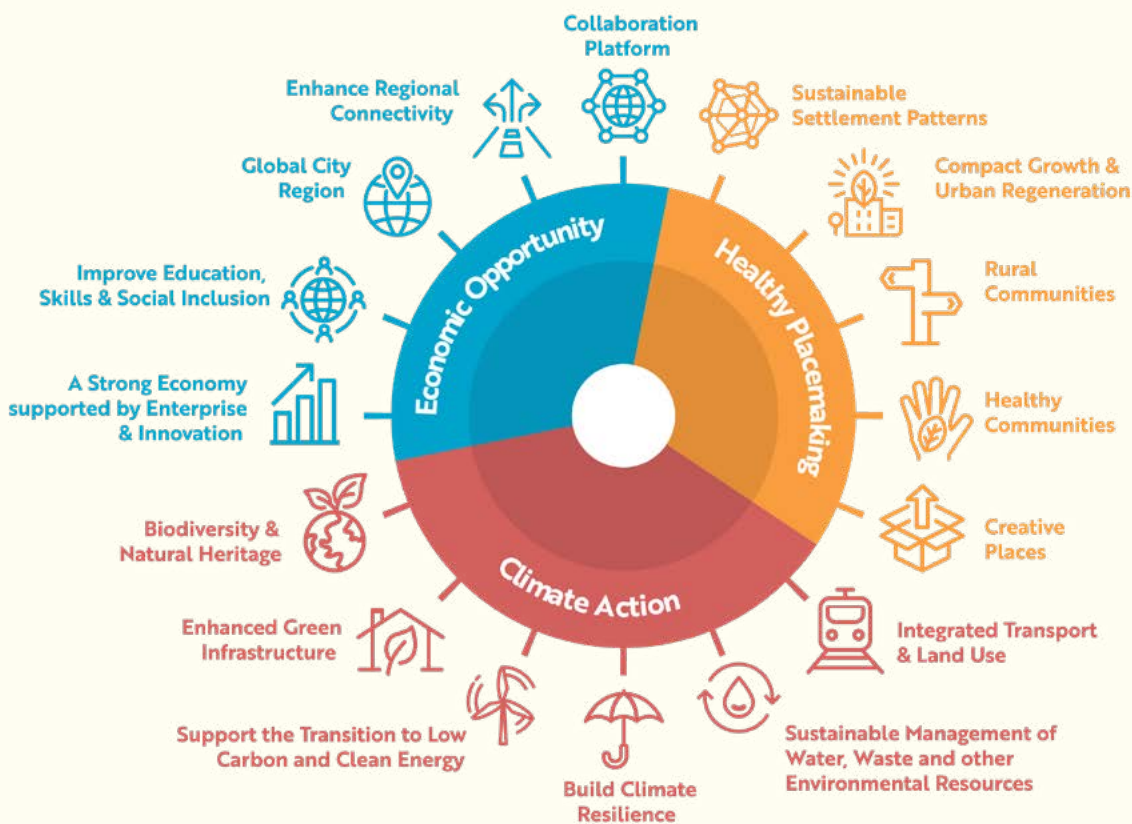 Collaboration
Platform
Sustainable
Settlement Patterns
Compact Growth &
Urban Regeneration
Rural
Communities
Healthy
Communities
Creative
Places
Integrated Transport
& Land Use
Sustainable Management of
Water, Waste and other
Environmental Resources
Build Climate
Resilience
Support the Transition to Low
Carbon and Clean Energy
Enhanced Green
Infrastructure
Biodiversity &
Natural Heritage
A Strong Economy
supported by Enterprise
& Innovation
Improve Education,
Skills & Social Inclusion
Global City
Region
Enhance Regional
Connectivity
Economic Opportunity
Healthy Placemaking
Climate Action